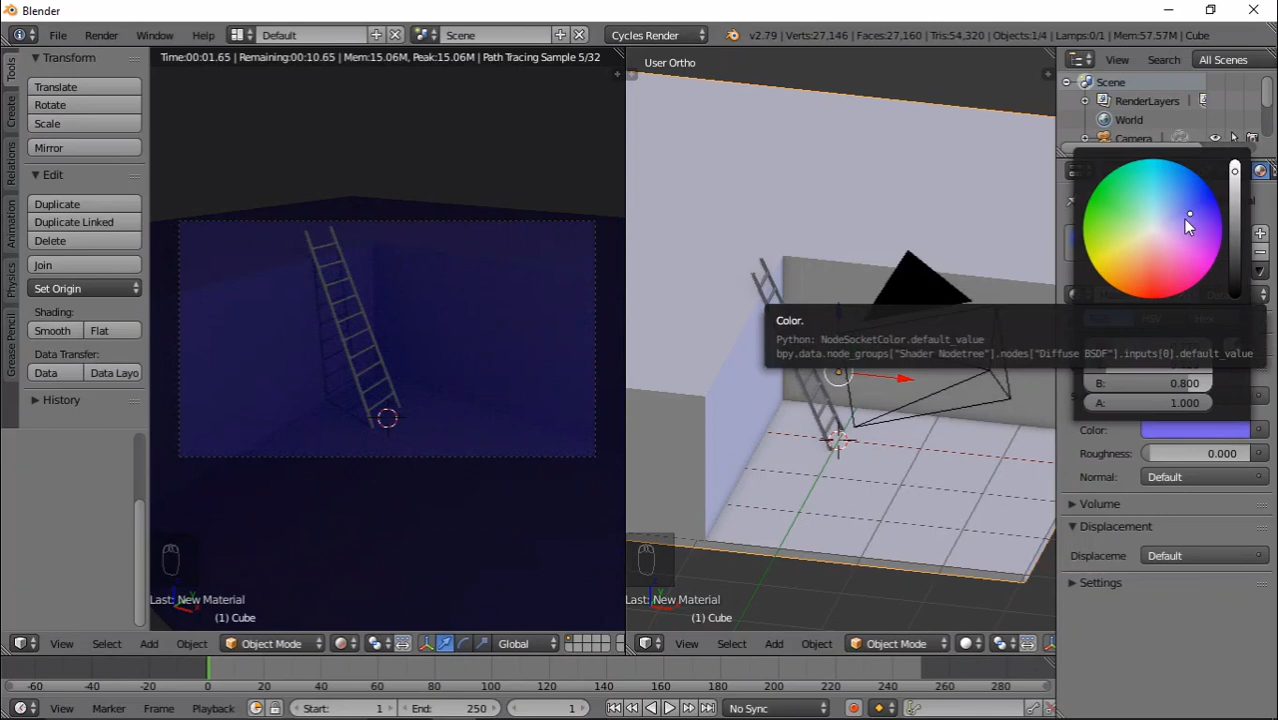 Blender
File Render Window Help Default Scene Cycles Render v2.79 | Verts:27,146 | Faces:27,160 | Tris:54,320 | Objects:1/4 | Lamps:0/1 | Mem:57.57M | Cube
Tools
Create
Relations
Animation
Physics
Grease Pencil
Transform
Translate
Rotate
Scale
Mirror
Edit
Duplicate
Duplicate Linked
Delete
Join
Set Origin
Shading:
Smooth Flat
Data Transfer:
Data Data Layo
History
Time:00:01.65 | Remaining:00:10.65 | Mem:15.06M, Peak:15.06M | Path Tracing Sample 5/32
Last: New Material
(1) Cube
User Ortho
Last: New Material
(1) Cube
View Search All Scenes
Scene
RenderLayers
World
Camera
Color.
Python: NodeSocketColor.default_value
bpy.data.node_groups["Shader Nodetree"].nodes["Diffuse BSDF"].inputs[0].default_value
B: 0.800
A: 1.000
Color:
Roughness: 0.000
Normal Default
Volume
Displacement
Displaceme Default
Settings
View Select Add Object Object Mode Global
View Select Add Object Object Mode
-60 -40 -20 0 20 40 60 80 100 120 140 160 180 200 220 240 260 280
View Marker Frame Playback Start: 1 End: 250 1 No Sync